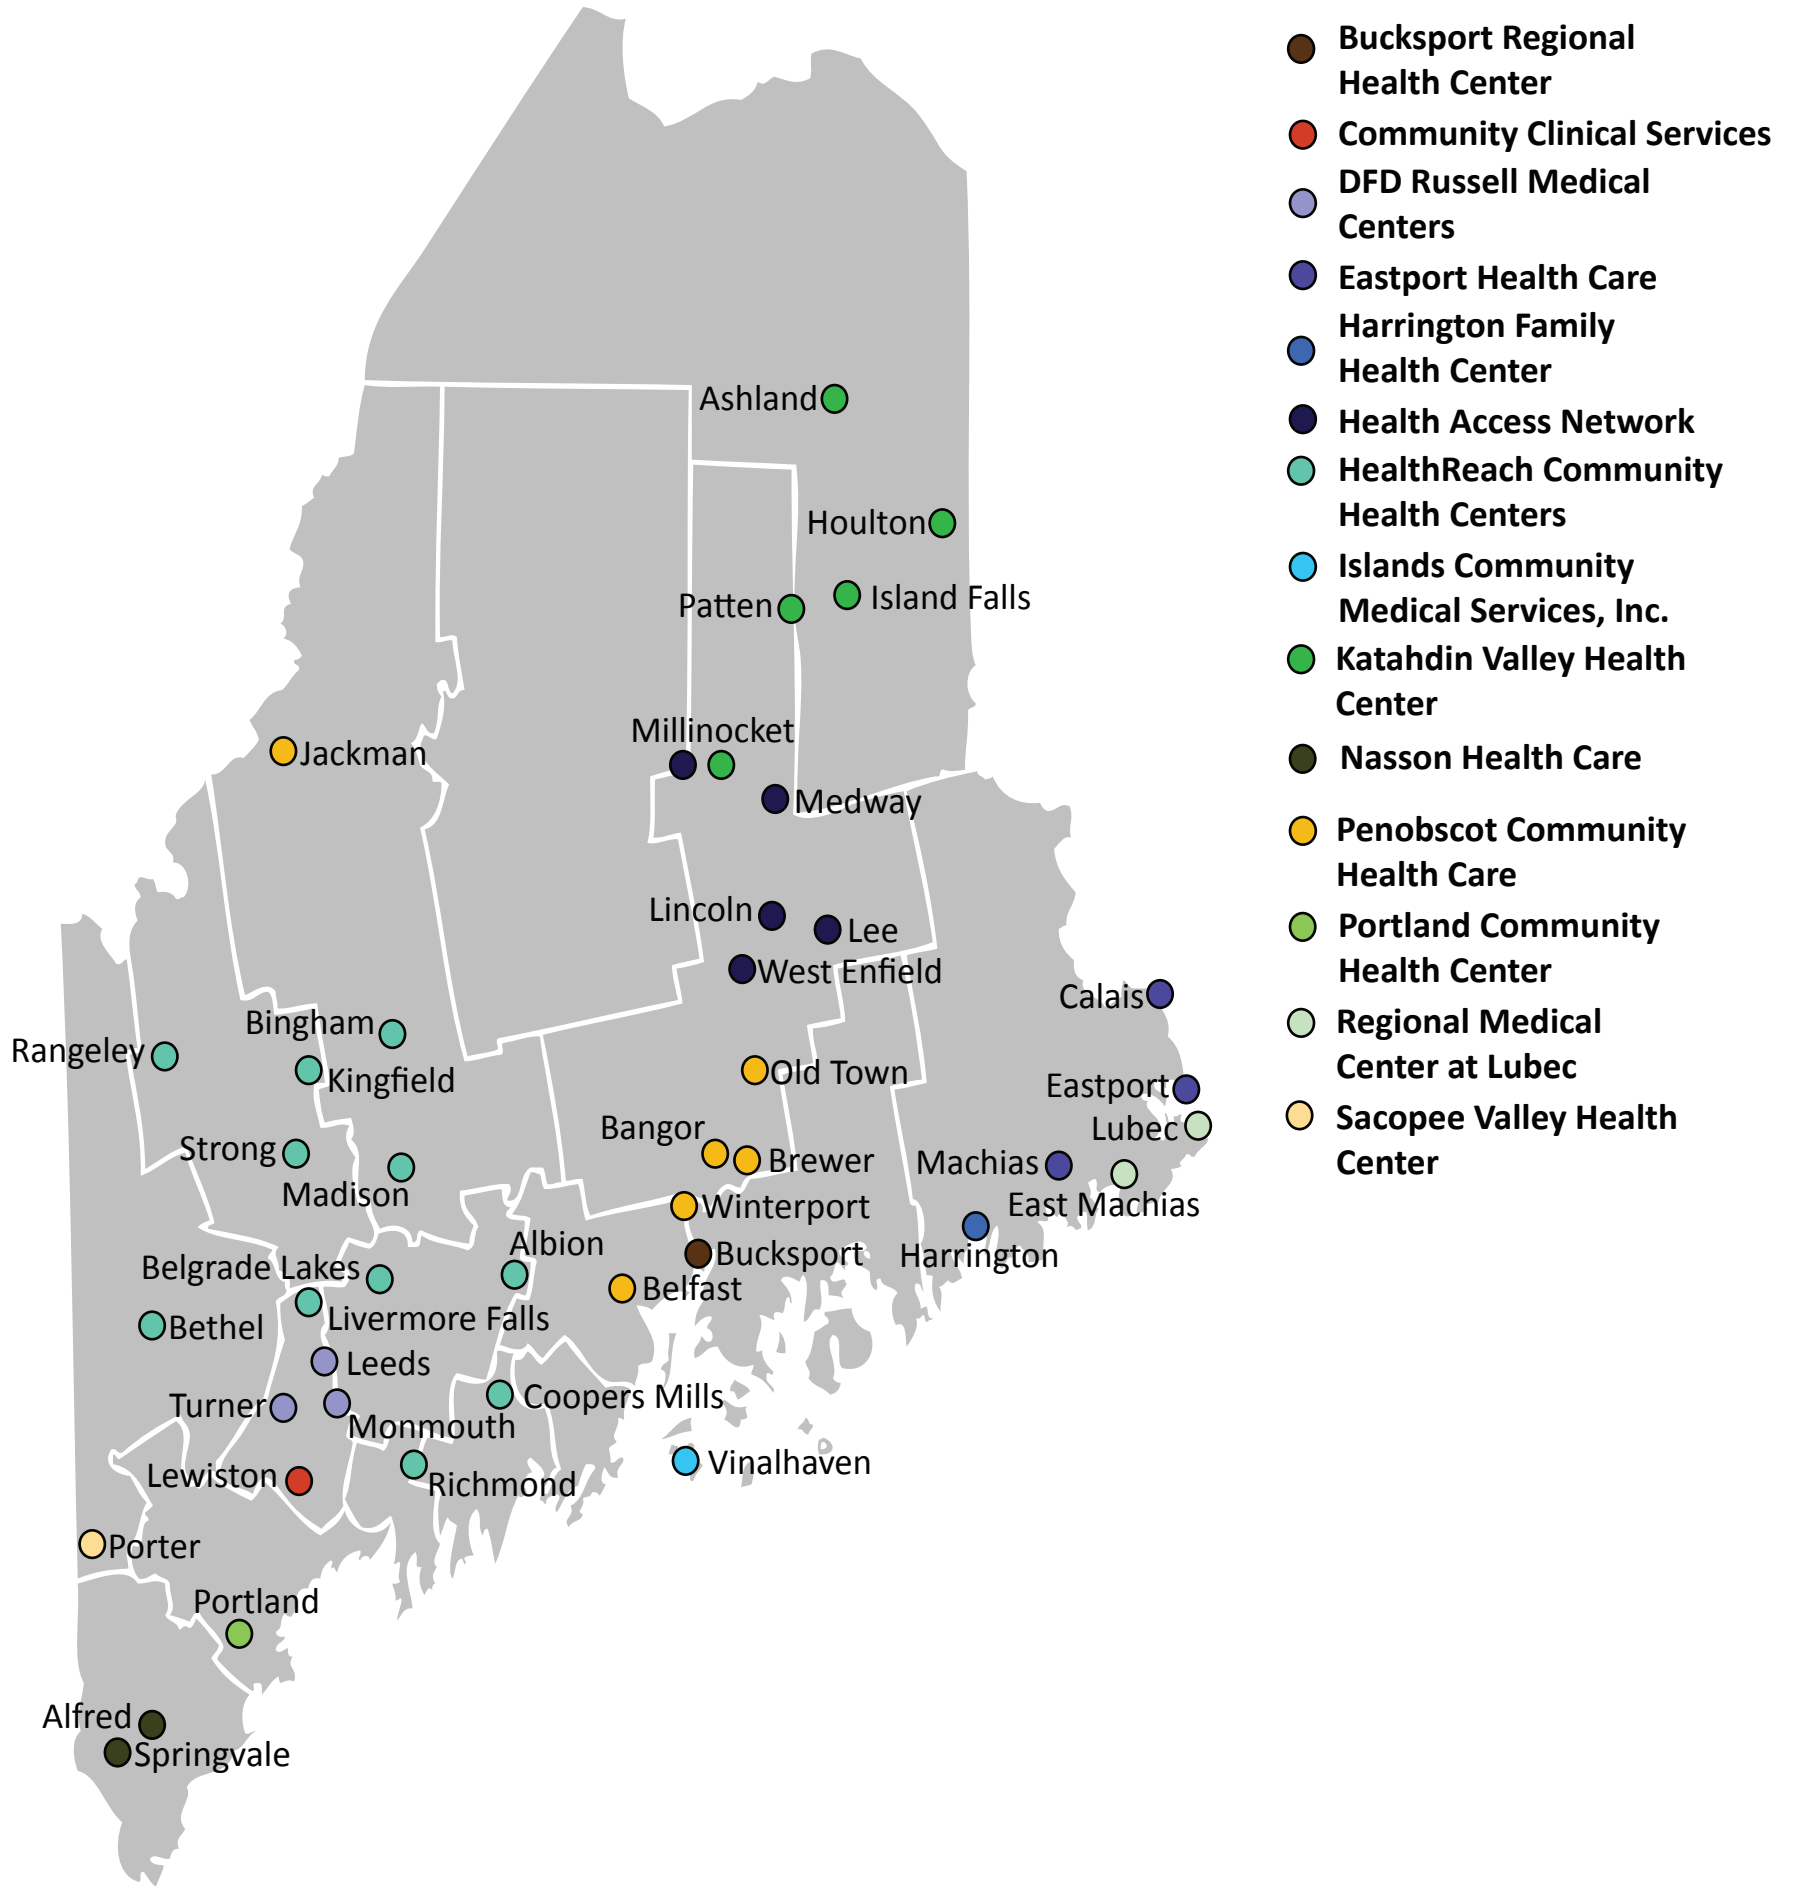 Bucksport Regional
Health Center
Community Clinical Services
DFD Russell Medical
Centers
Eastport Health Care
Harrington Family
Health Center
Health Access Network
HealthReach Community
Health Centers
Islands Community
Medical Services, Inc.
Katahdin Valley Health
Center
Nasson Health Care
Penobscot Community
Health Care
Portland Community
Health Center
Regional Medical
Center at Lubec
Sacopee Valley Health
Center
Ashland
Houlton
Island Falls
Patten
Millinocket
Jackman
Medway
Lincoln
Lee
West Enfield
Calais
Bingham
Rangeley
Kingfield
Old Town
Eastport
Bangor
Lubec
Strong
Brewer
Machias
Madison
East Machias
Winterport
Albion
Bucksport
Harrington
Belgrade Lakes
Belfast
Livermore Falls
Bethel
Leeds
Coopers Mills
Turner
Monmouth
Vinalhaven
Lewiston
Richmond
Porter
Portland
Alfred
Springvale